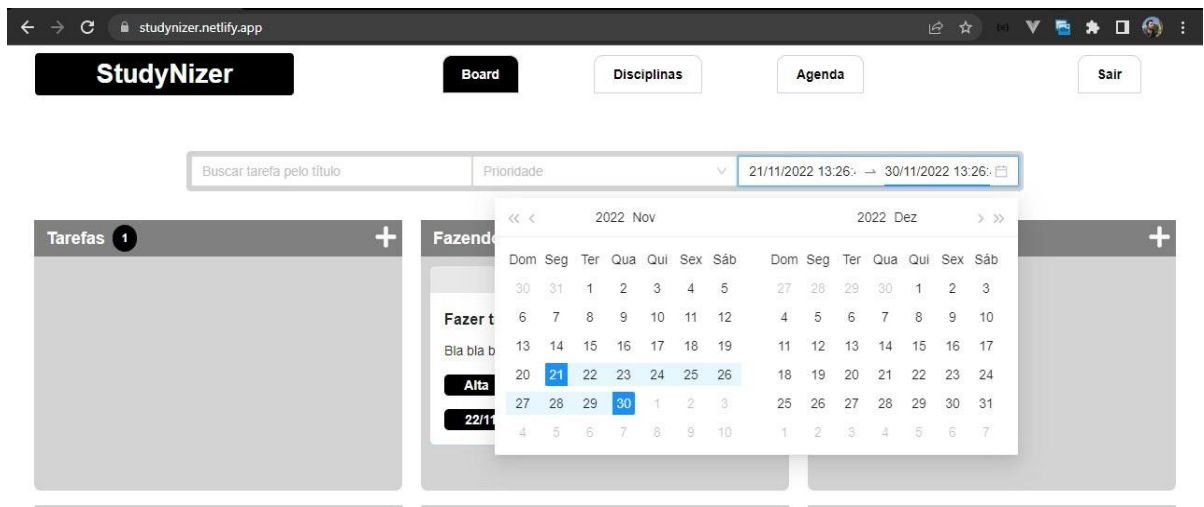 studynizer.netlify.app
StudyNizer Board Disciplinas Agenda Sair
Buscar tarefa pelo título Prioridade 21/11/2022 13:26: → 30/11/2022 13:26:
« < 2022 Nov 2022 Dez > »
Tarefas 1 + Fazendo +
Dom Seg Ter Qua Qui Sex Sáb Dom Seg Ter Qua Qui Sex Sáb
30 31 1 2 3 4 5 27 28 29 30 1 2 3
Fazer t 6 7 8 9 10 11 12 4 5 6 7 8 9 10
Bla bla b 13 14 15 16 17 18 19 11 12 13 14 15 16 17
20 21 22 23 24 25 26 18 19 20 21 22 23 24
Alta
27 28 29 30 1 2 3 25 26 27 28 29 30 31
22/11
4 5 6 7 8 9 10 1 2 3 4 5 6 7